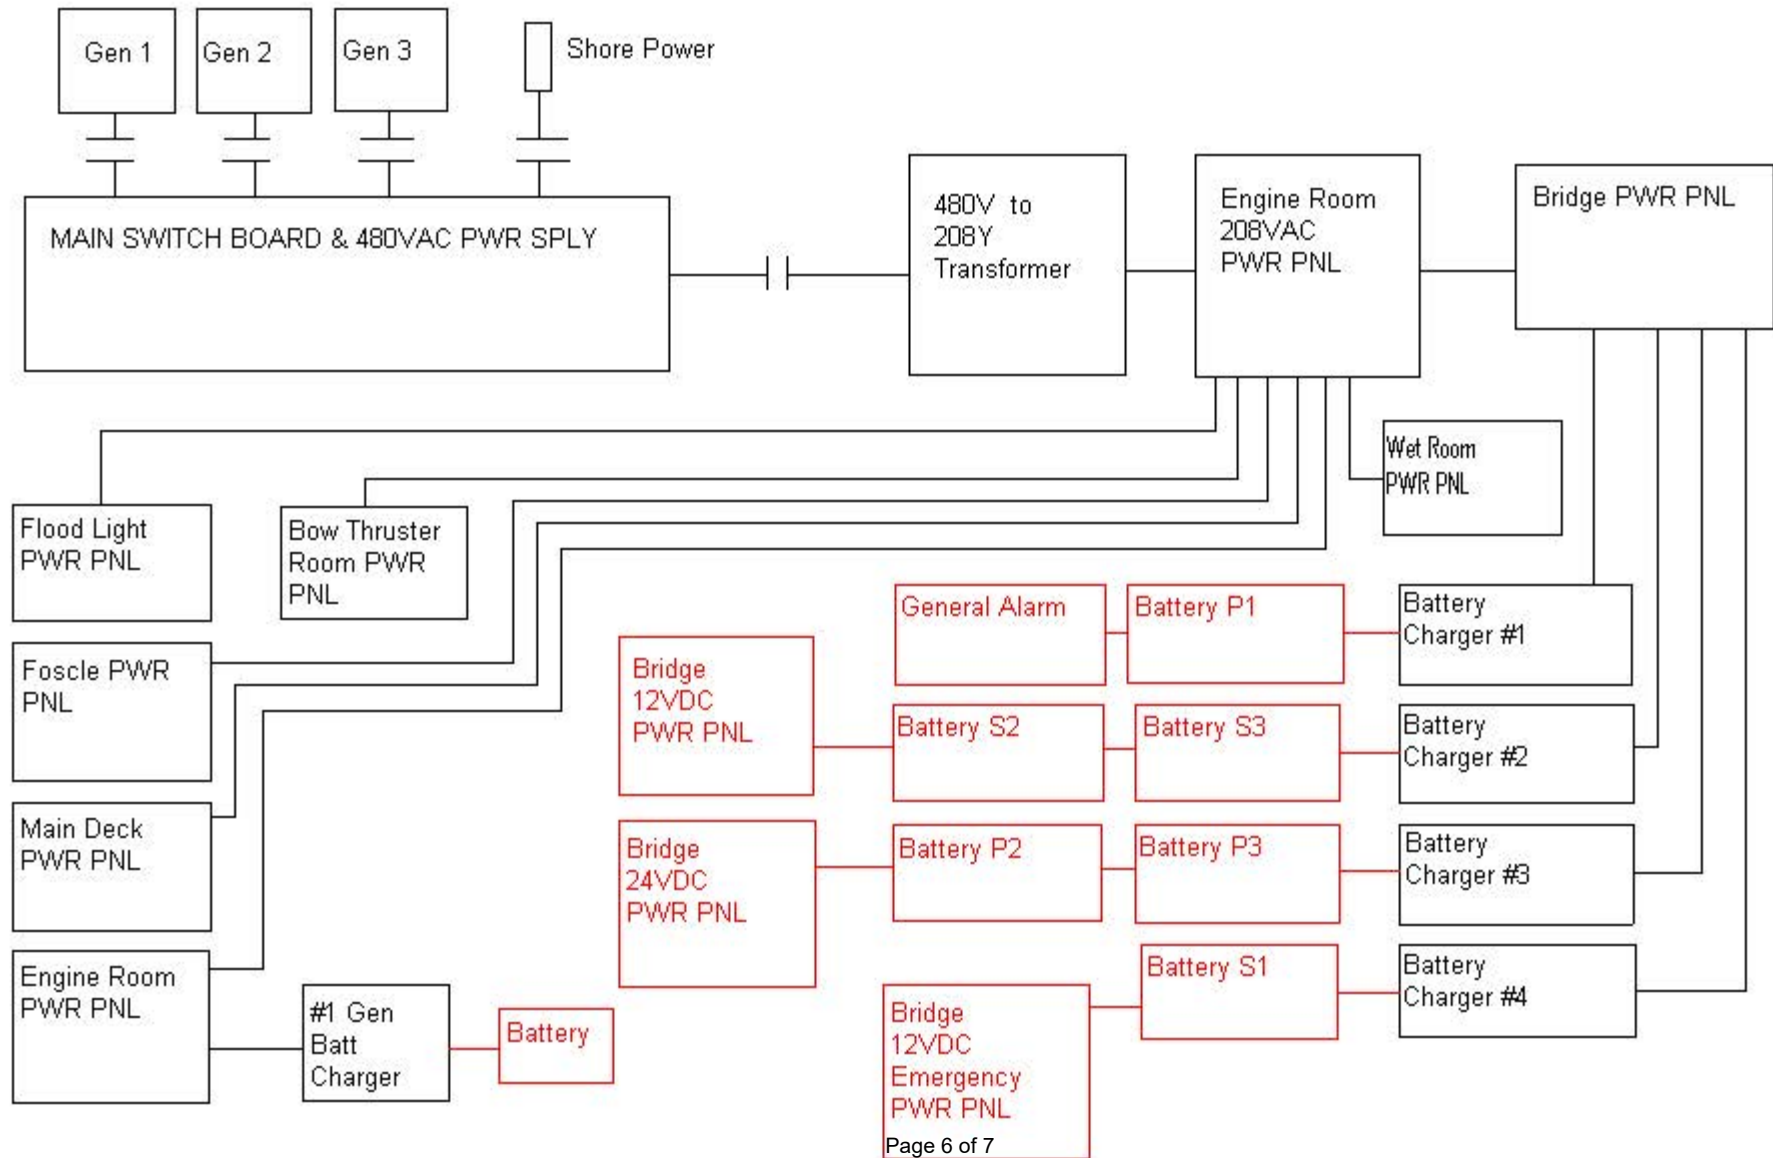 Gen 1
Gen 2
Gen 3
Shore Power
MAIN SWITCH BOARD & 480VAC PWR SPLY
480V to
208Y
Transformer
Engine Room
208VAC
PWR PNL
Bridge PWR PNL
Wet Room
PWR PNL
Flood Light
PWR PNL
Bow Thruster
Room PWR
PNL
Foscle PWR
PNL
Main Deck
PWR PNL
Engine Room
PWR PNL
#1 Gen
Batt
Charger
Battery
Bridge
12VDC
PWR PNL
Bridge
24VDC
PWR PNL
General Alarm
Battery P1
Battery
Charger #1
Battery S2
Battery S3
Battery
Charger #2
Battery P2
Battery P3
Battery
Charger #3
Battery S1
Battery
Charger #4
Bridge
12VDC
Emergency
PWR PNL
Page 6 of 7